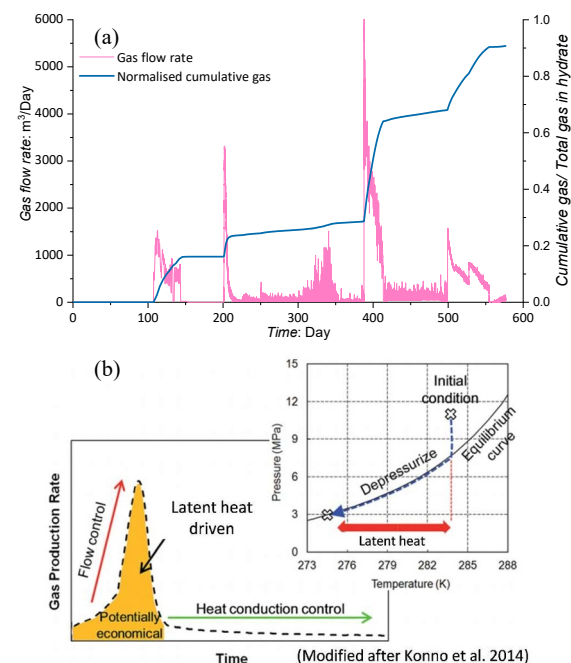 (a)
Gas flow rate
Normalised cumulative gas
Gas flow rate: m³/Day
6000
5000
4000
3000
2000
1000
0
1.0
0.8
0.6
0.4
0.2
0.0
Cumulative gas/ Total gas in hydrate
0 100 200 300 400 500 600
Time: Day
(b)
Gas Production Rate
Flow control
Latent heat
driven
"Potentially
economical
Heat conduction control
Time
Pressure (MPa)
15
12
9
6
3
0
Initial
condition
Equilibrium
curve
Depressurize
Latent heat
273 276 279 282 285 288
Temperature (K)
(Modified after Konno et al. 2014)